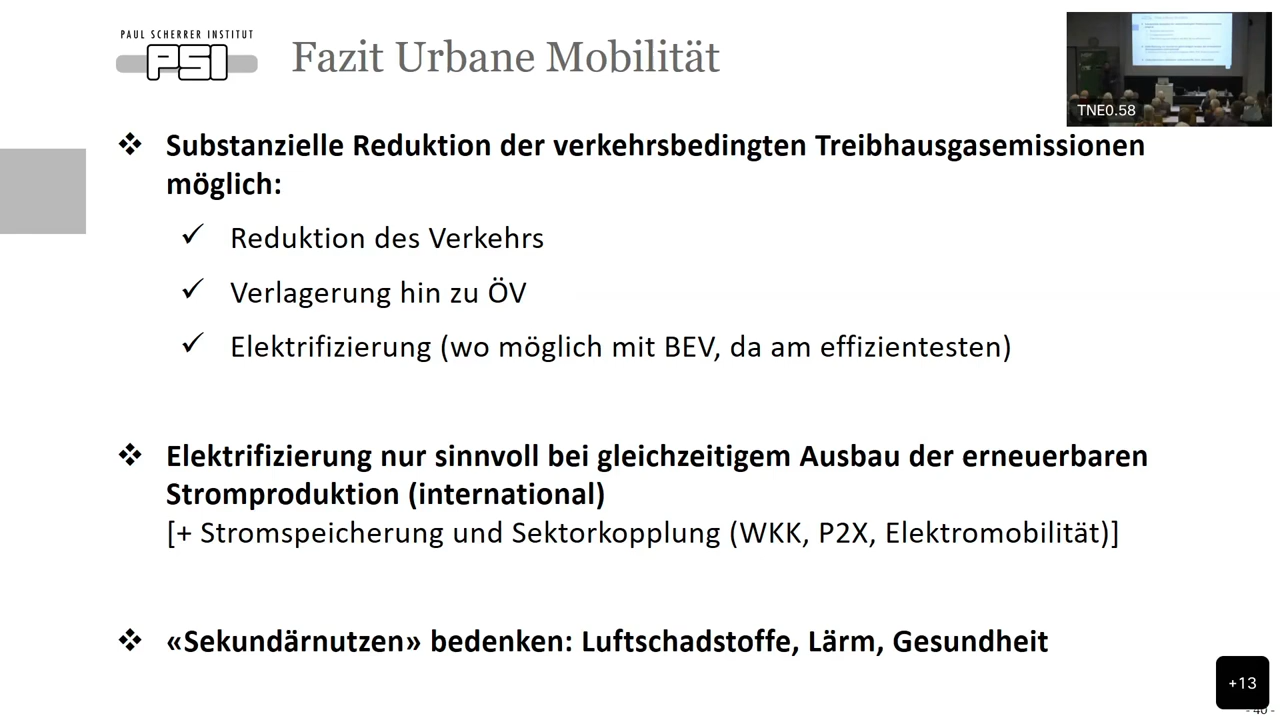 PAUL SCHERRER INSTITUT
PSI
Fazit Urbane Mobilität
TNE0.58
❖ Substanzielle Reduktion der verkehrsbedingten Treibhausgasemissionen
möglich:
✓ Reduktion des Verkehrs
✓ Verlagerung hin zu ÖV
✓ Elektrifizierung (wo möglich mit BEV, da am effizientesten)
❖ Elektrifizierung nur sinnvoll bei gleichzeitigem Ausbau der erneuerbaren
Stromproduktion (international)
[+ Stromspeicherung und Sektorkopplung (WKK, P2X, Elektromobilität)]
❖ «Sekundärnutzen» bedenken: Luftschadstoffe, Lärm, Gesundheit
+13